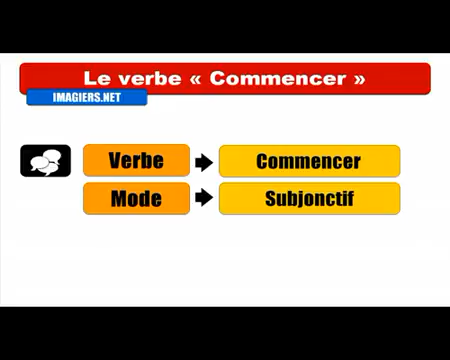 Le verbe « Commencer »
IMAGIERS.NET
Verbe Commencer
Mode Subjonctif